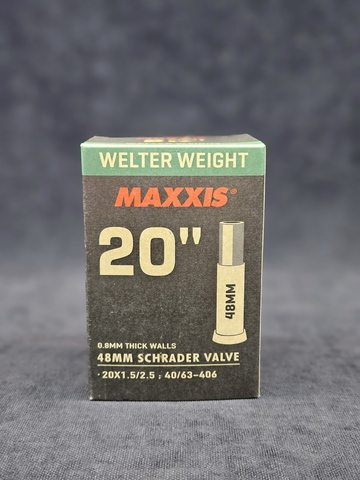 WELTER WEIGHT
MAXXIS®
20"
48MM
0.8MM THICK WALLS
48MM SCHRADER VALVE
·20X1.5/2.5 ; 40/63-406